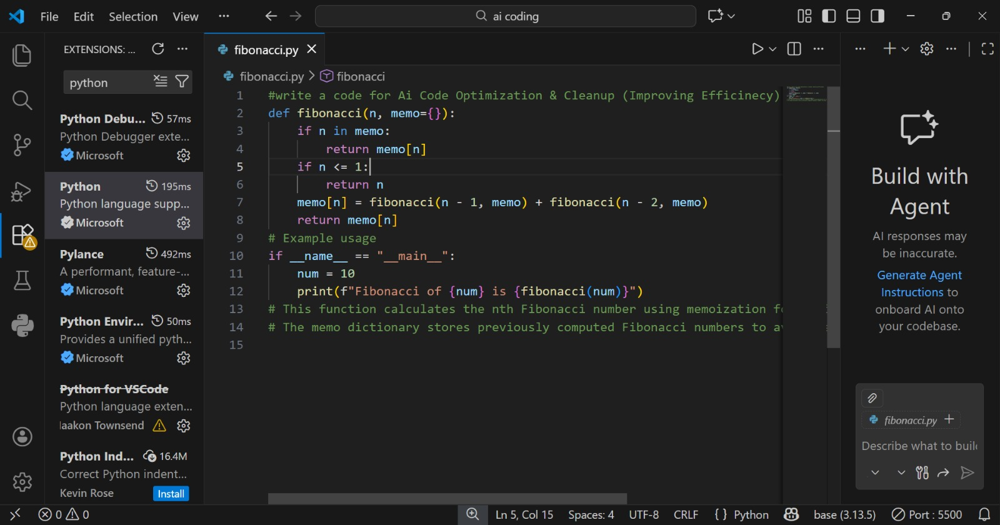 File Edit Selection View ··· ai coding
EXTENSIONS: ...
python
Python Debu... 57ms
Python Debugger exte...
Microsoft
Python 195ms
Python language supp...
Microsoft
Pylance 492ms
A performant, feature-...
Microsoft
Python Envir... 50ms
Provides a unified pyth...
Microsoft
Python for VSCode
Python language exten...
laakon Townsend
Python Ind... 16.4M
Correct Python indent...
Kevin Rose Install
fibonacci.py
fibonacci.py > fibonacci
1 #write a code for Ai Code Optimization & Cleanup (Improving Efficinecy)
2 def fibonacci(n, memo={}):
3 if n in memo:
4 return memo[n]
5 if n <= 1:
6 return n
7 memo[n] = fibonacci(n - 1, memo) + fibonacci(n - 2, memo)
8 return memo[n]
9 # Example usage
10 if __name__ == "__main__":
11 num = 10
12 print(f"Fibonacci of {num} is {fibonacci(num)}")
13 # This function calculates the nth Fibonacci number using memoization f
14 # The memo dictionary stores previously computed Fibonacci numbers to a
15
Build with
Agent
AI responses may
be inaccurate.
Generate Agent
Instructions to
onboard AI onto
your codebase.
fibonacci.py
Describe what to buil
0 0 Ln 5, Col 15 Spaces: 4 UTF-8 CRLF { } Python base (3.13.5) Port : 5500